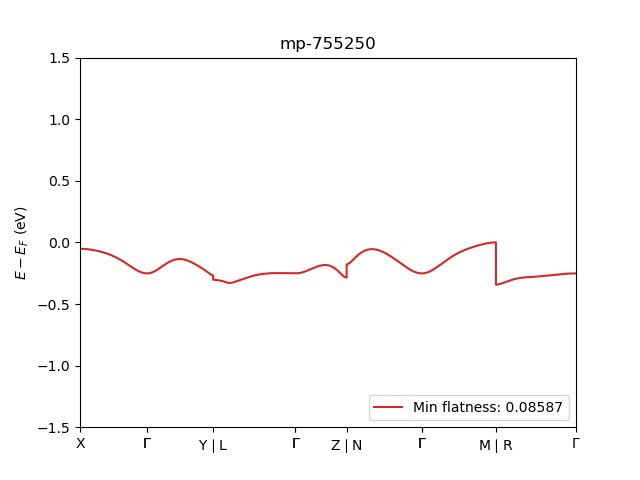 mp-755250
E − E_F (eV)
1.5
1.0
0.5
0.0
−0.5
−1.0
−1.5
Min flatness: 0.08587
X Γ Y | L Γ Z | N Γ M | R Γ